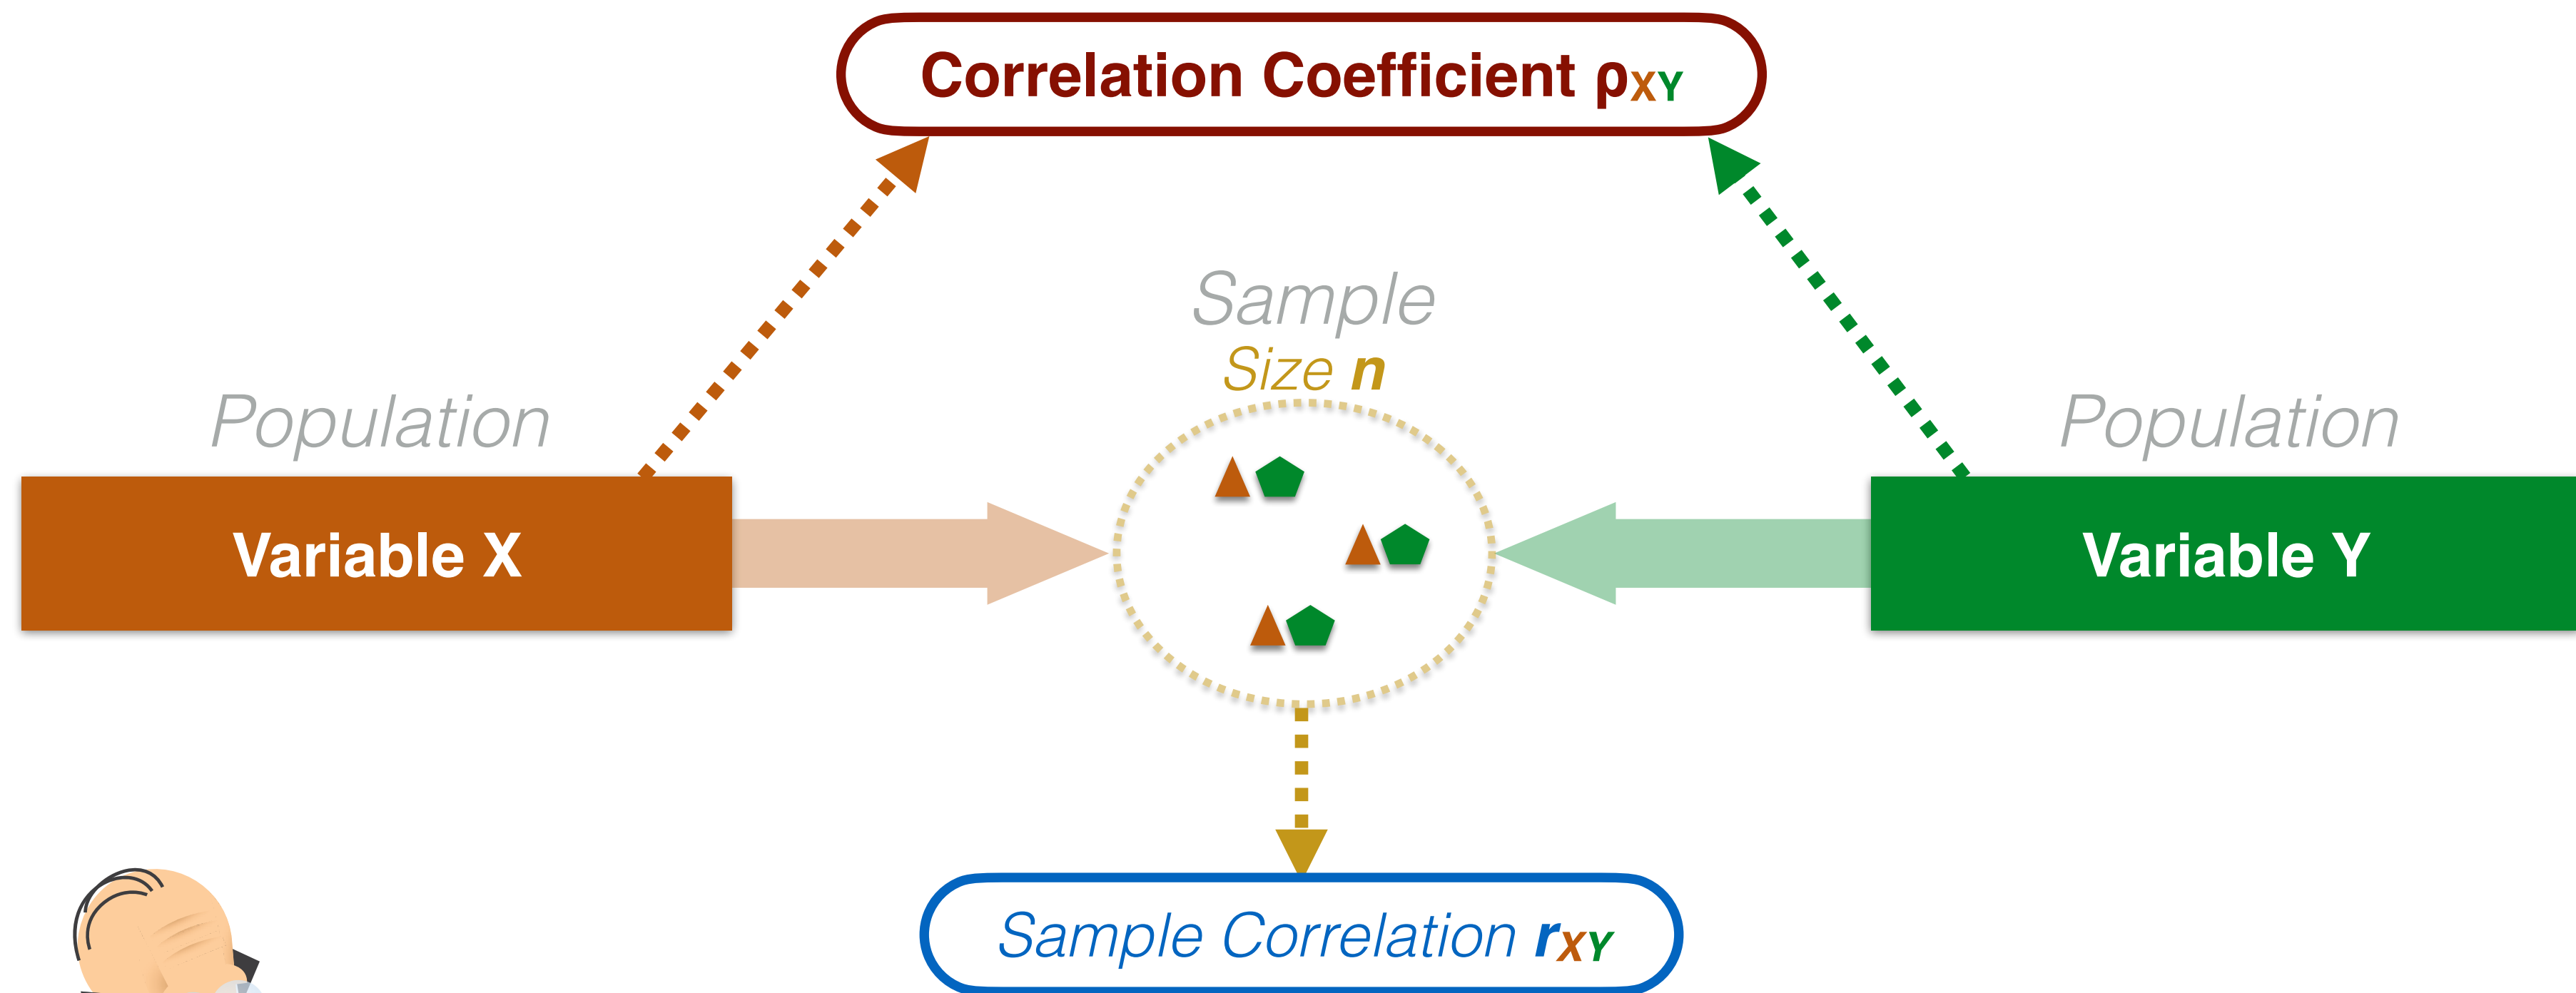 Correlation Coefficient ρXY
Sample
Size n
Population
Population
Variable X
Variable Y
Sample Correlation rXY